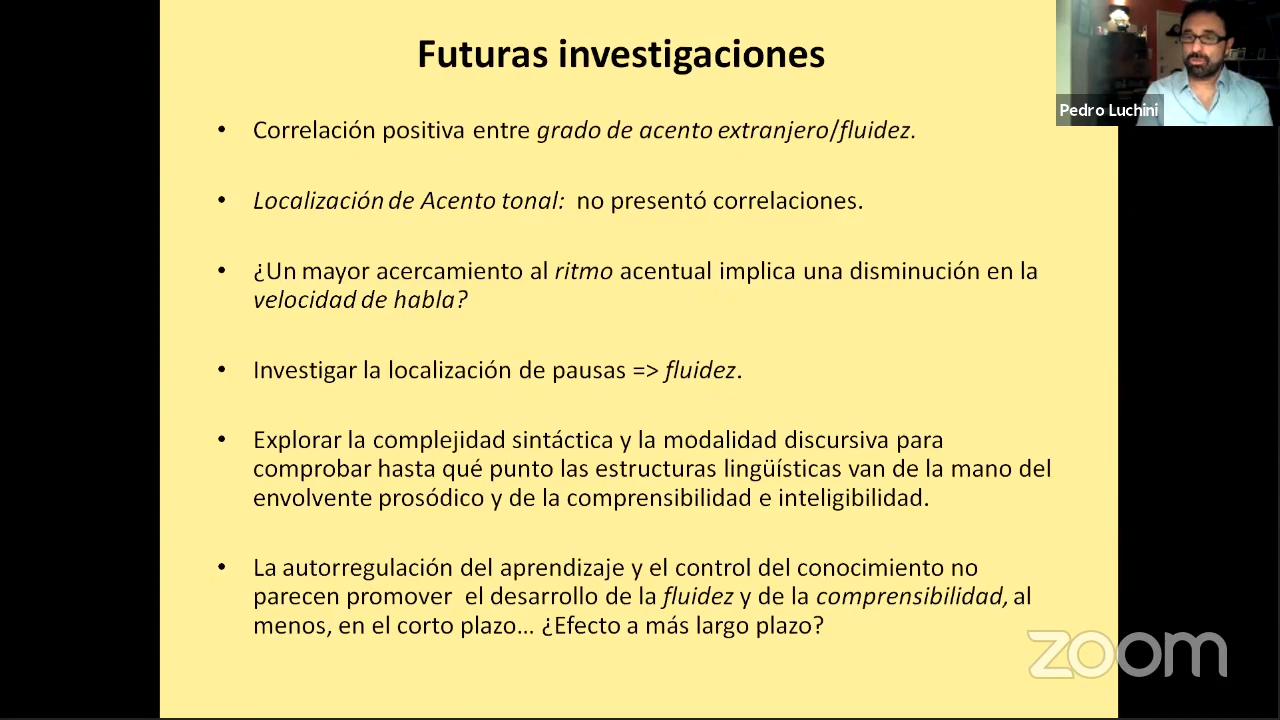 Futuras investigaciones
• Correlación positiva entre grado de acento extranjero/fluidez.
• Localización de Acento tonal: no presentó correlaciones.
• ¿Un mayor acercamiento al ritmo acentual implica una disminución en la
velocidad de habla?
• Investigar la localización de pausas => fluidez.
• Explorar la complejidad sintáctica y la modalidad discursiva para
comprobar hasta qué punto las estructuras lingüísticas van de la mano del
envolvente prosódico y de la comprensibilidad e inteligibilidad.
• La autorregulación del aprendizaje y el control del conocimiento no
parecen promover el desarrollo de la fluidez y de la comprensibilidad, al
menos, en el corto plazo... ¿Efecto a más largo plazo?
Pedro Luchini
zoom